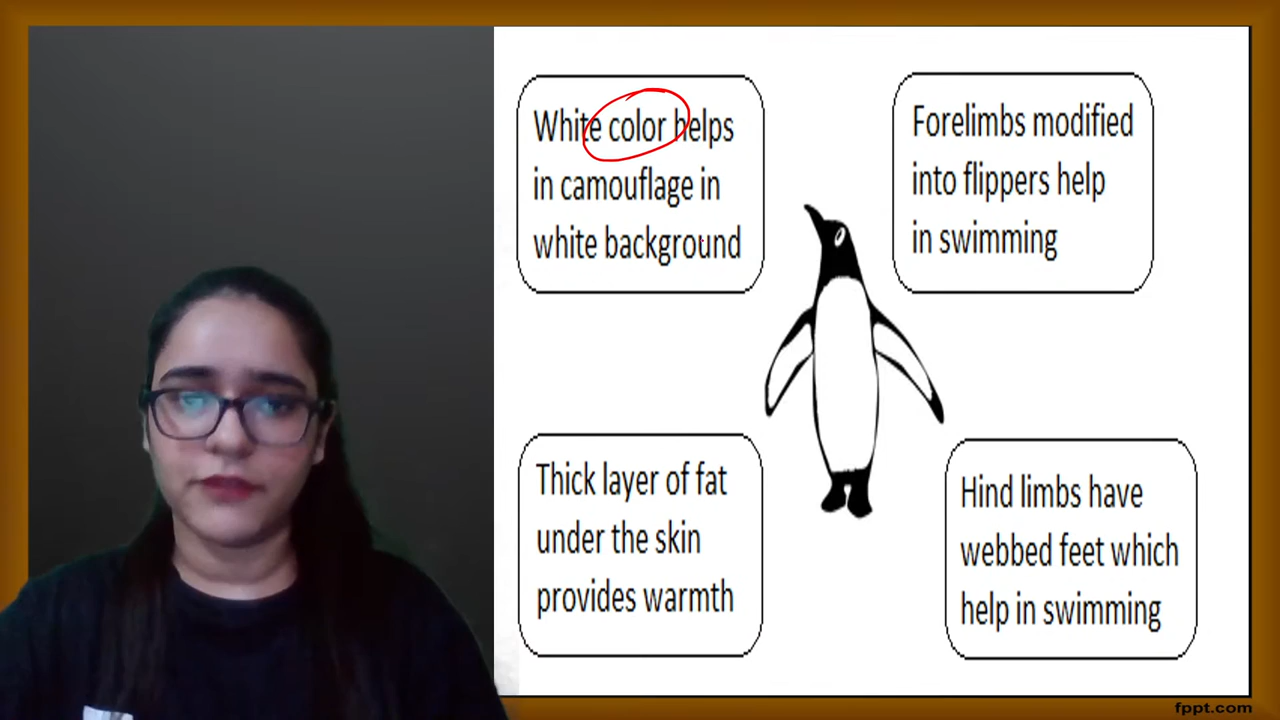 White color helps
in camouflage in
white background
Forelimbs modified
into flippers help
in swimming
Thick layer of fat
under the skin
provides warmth
Hind limbs have
webbed feet which
help in swimming
fppt.com